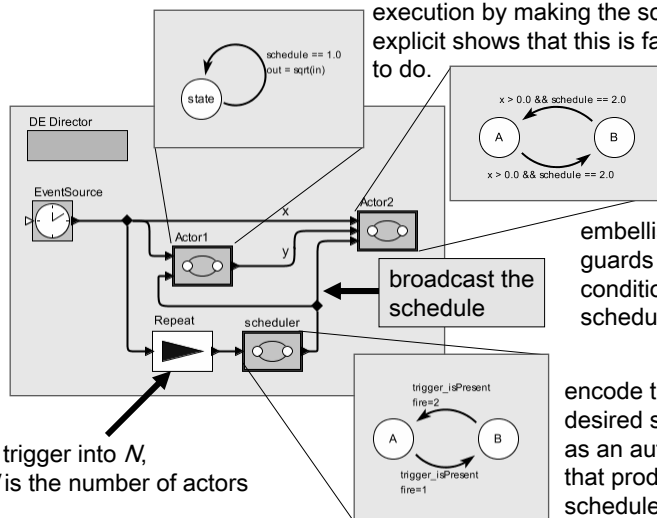 execution by making the sc
explicit shows that this is fa
to do.
schedule == 1.0
out = sqrt(in)
state
x > 0.0 && schedule == 2.0
A
B
x > 0.0 && schedule == 2.0
DE Director
EventSource
Actor2
x
Actor1
y
embelli
guards
conditio
schedu
broadcast the
schedule
Repeat
scheduler
trigger_isPresent
fire=2
A
B
trigger_isPresent
fire=1
encode t
desired s
as an aut
that prod
schedule
trigger into N,
is the number of actors